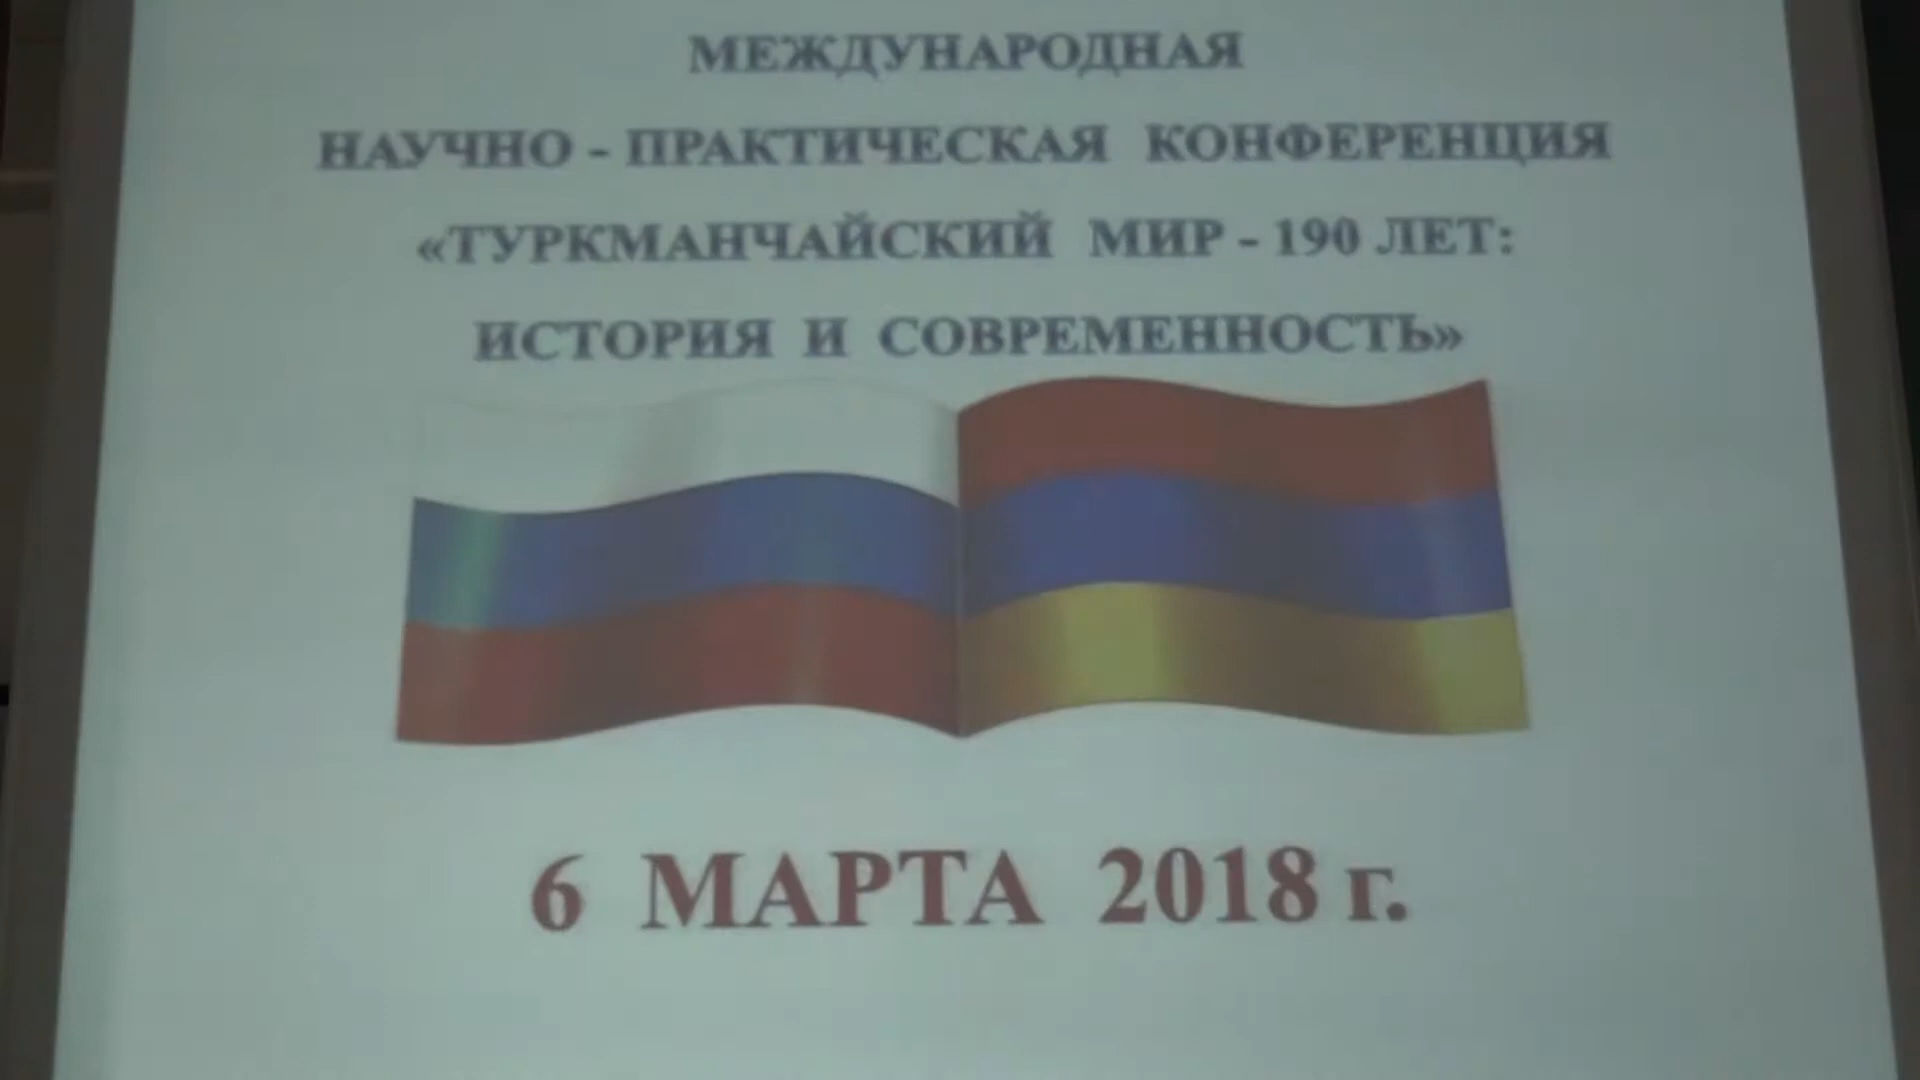 МЕЖДУНАРОДНАЯ
НАУЧНО - ПРАКТИЧЕСКАЯ КОНФЕРЕНЦИЯ
«ТУРКМАНЧАЙСКИЙ МИР - 190 ЛЕТ:
ИСТОРИЯ И СОВРЕМЕННОСТЬ»
6 МАРТА 2018 г.